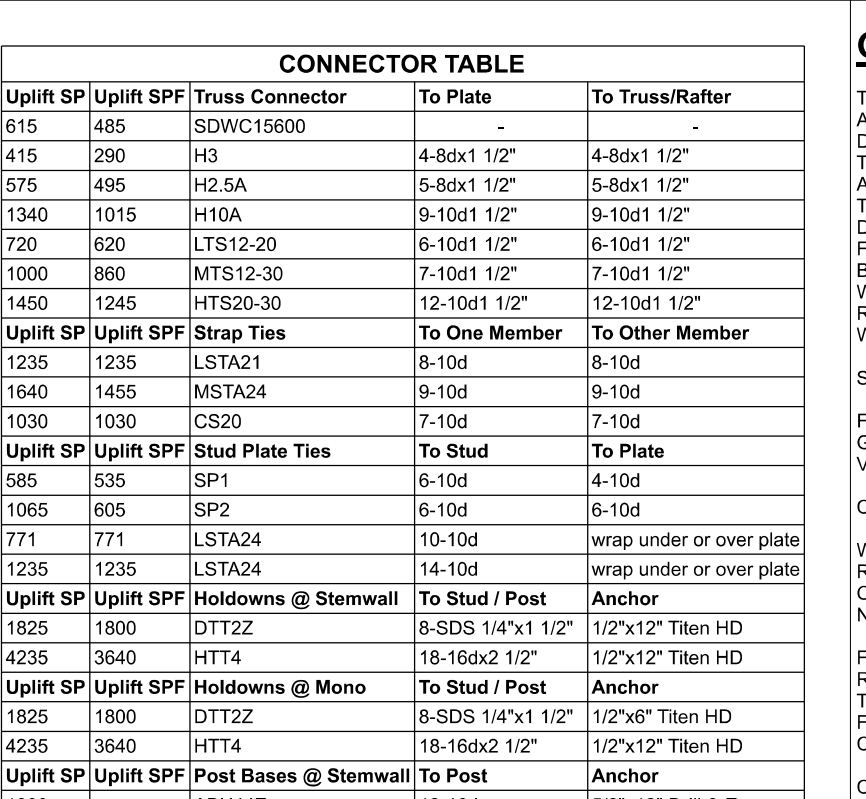 CONNECTOR TABLE
Uplift SP Uplift SPF Truss Connector To Plate To Truss/Rafter
615 485 SDWC15600 - -
415 290 H3 4-8dx1 1/2" 4-8dx1 1/2"
575 495 H2.5A 5-8dx1 1/2" 5-8dx1 1/2"
1340 1015 H10A 9-10d1 1/2" 9-10d1 1/2"
720 620 LTS12-20 6-10d1 1/2" 6-10d1 1/2"
1000 860 MTS12-30 7-10d1 1/2" 7-10d1 1/2"
1450 1245 HTS20-30 12-10d1 1/2" 12-10d1 1/2"
Uplift SP Uplift SPF Strap Ties To One Member To Other Member
1235 1235 LSTA21 8-10d 8-10d
1640 1455 MSTA24 9-10d 9-10d
1030 1030 CS20 7-10d 7-10d
Uplift SP Uplift SPF Stud Plate Ties To Stud To Plate
585 535 SP1 6-10d 4-10d
1065 605 SP2 6-10d 6-10d
771 771 LSTA24 10-10d wrap under or over plate
1235 1235 LSTA24 14-10d wrap under or over plate
Uplift SP Uplift SPF Holdowns @ Stemwall To Stud / Post Anchor
1825 1800 DTT2Z 8-SDS 1/4"x1 1/2" 1/2"x12" Titen HD
4235 3640 HTT4 18-16dx2 1/2" 1/2"x12" Titen HD
Uplift SP Uplift SPF Holdowns @ Mono To Stud / Post Anchor
1825 1800 DTT2Z 8-SDS 1/4"x1 1/2" 1/2"x6" Titen HD
4235 3640 HTT4 18-16dx2 1/2" 1/2"x12" Titen HD
Uplift SP Uplift SPF Post Bases @ Stemwall To Post Anchor